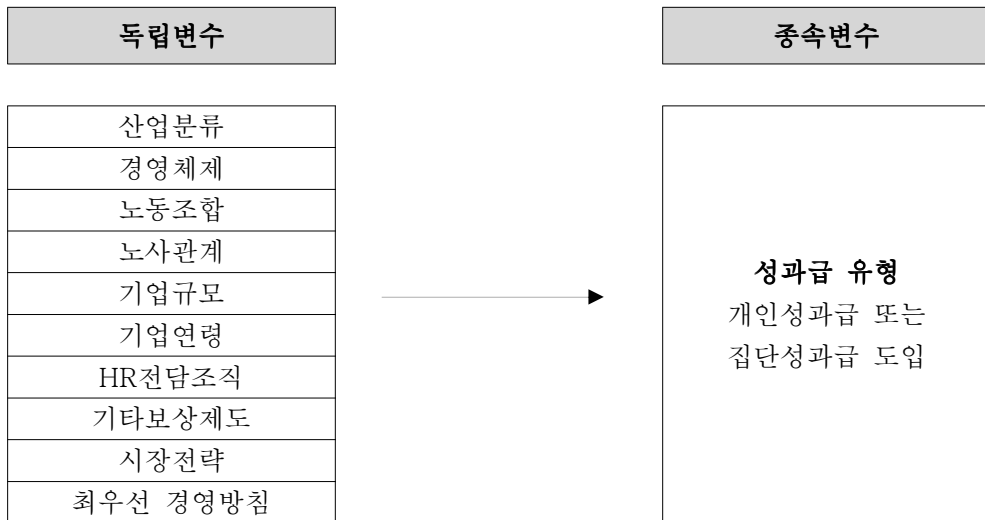 독립변수
종속변수
산업분류
경영체제
노동조합
노사관계
기업규모
기업연령
HR전담조직
기타보상제도
시장전략
최우선 경영방침
성과급 유형
개인성과급 또는
집단성과급 도입